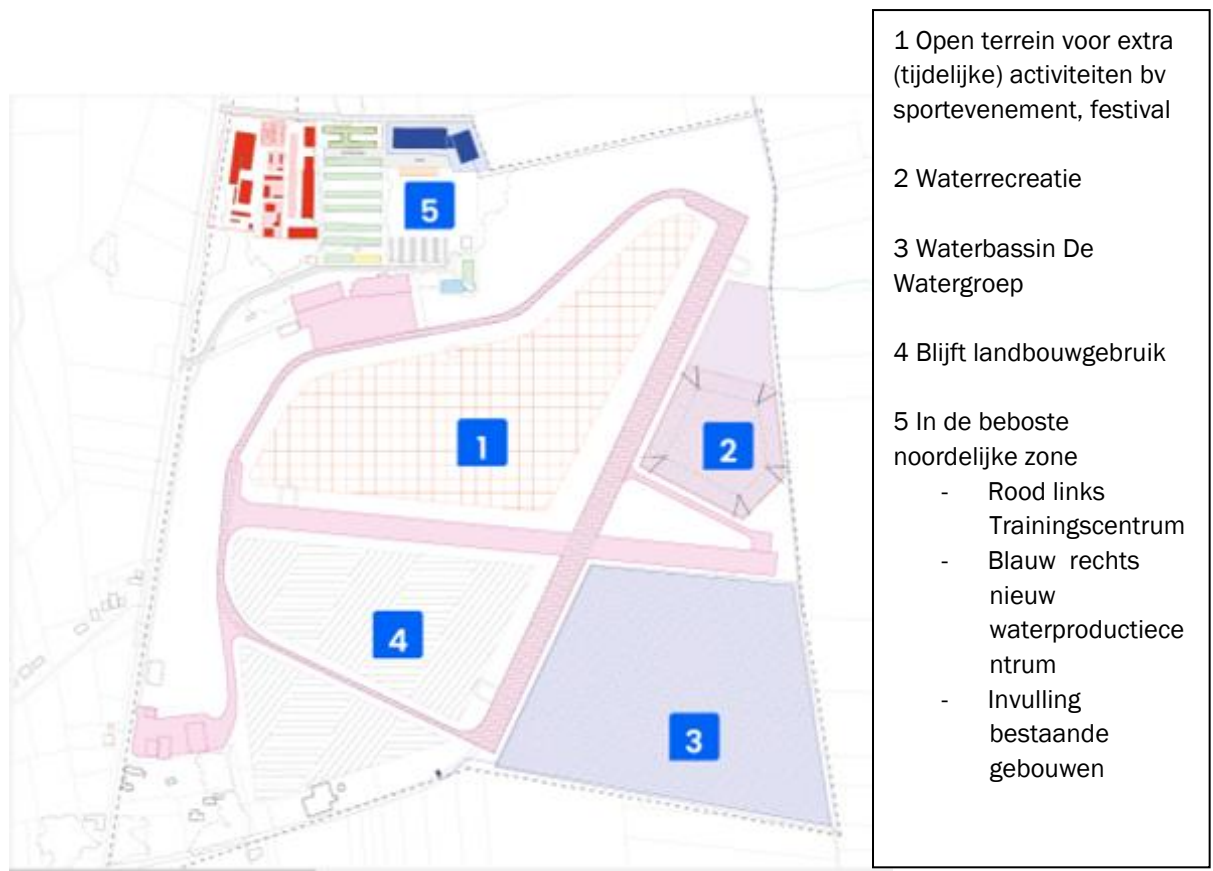 5
1
2
4
3
1 Open terrein voor extra
(tijdelijke) activiteiten bv
sportevenement, festival
2 Waterrecreatie
3 Waterbassin De
Watergroep
4 Blijft landbouwgebruik
5 In de beboste
noordelijke zone
- Rood links
Trainingscentrum
- Blauw rechts
nieuw
waterproductiece
ntrum
- Invulling
bestaande
gebouwen